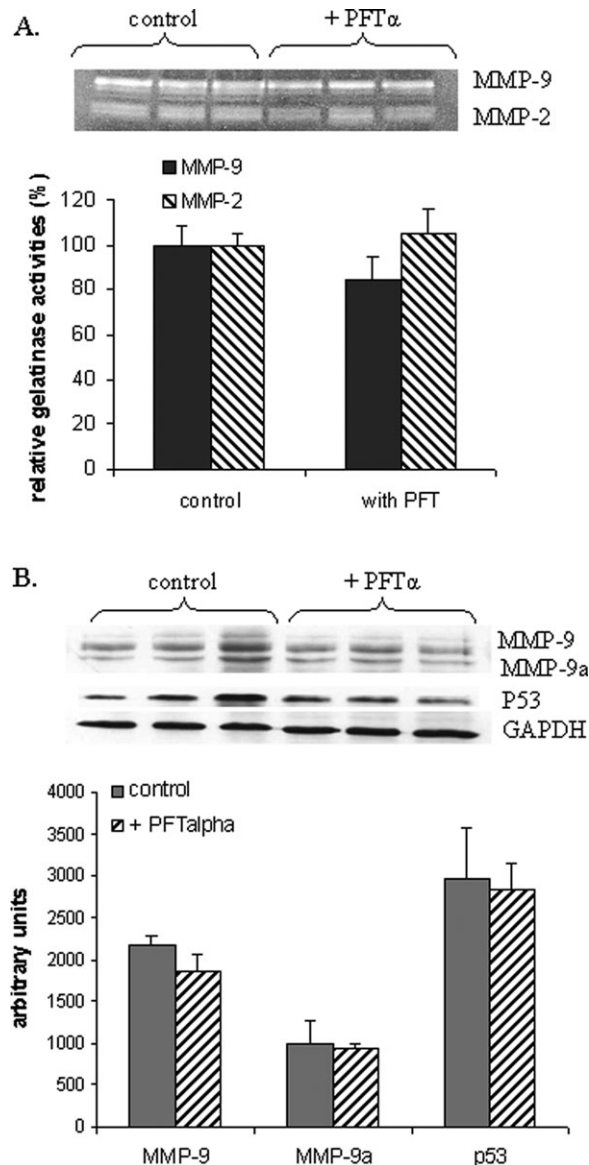 A.
control
+ PFTα
MMP-9
MMP-2
MMP-9
MMP-2
relative gelatinase activities (%)
120
100
80
60
40
20
0
control
with PFT
B.
control
+ PFTα
MMP-9
MMP-9a
P53
GAPDH
control
+ PFTalpha
arbitrary units
4000
3500
3000
2500
2000
1500
1000
500
0
MMP-9
MMP-9a
p53